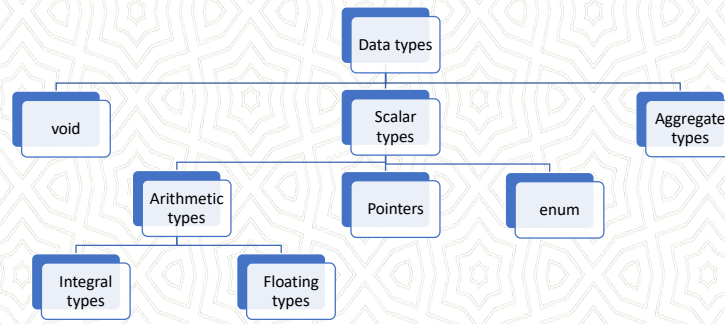 Data types
void
Scalar
types
Aggregate
types
Arithmetic
types
Pointers
enum
Integral
types
Floating
types